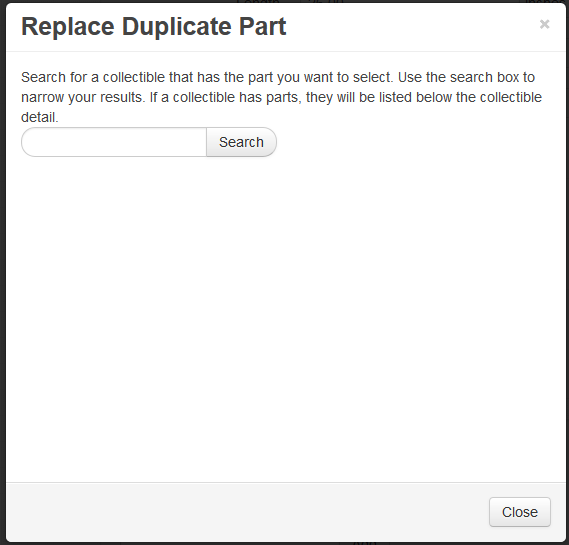 Replace Duplicate Part
×
Search for a collectible that has the part you want to select. Use the search box to
narrow your results. If a collectible has parts, they will be listed below the collectible
detail.
Search
Close